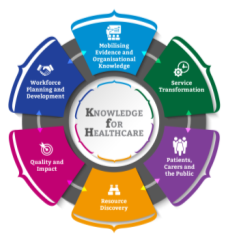 Mobilising
Evidence and
Organisational
Knowledge
Service
Transformation
Patients,
Carers and
the Public
Resource
Discovery
Quality and
Impact
Workforce
Planning and
Development
KNOWLEDGE
fOR
HEALTHCARE